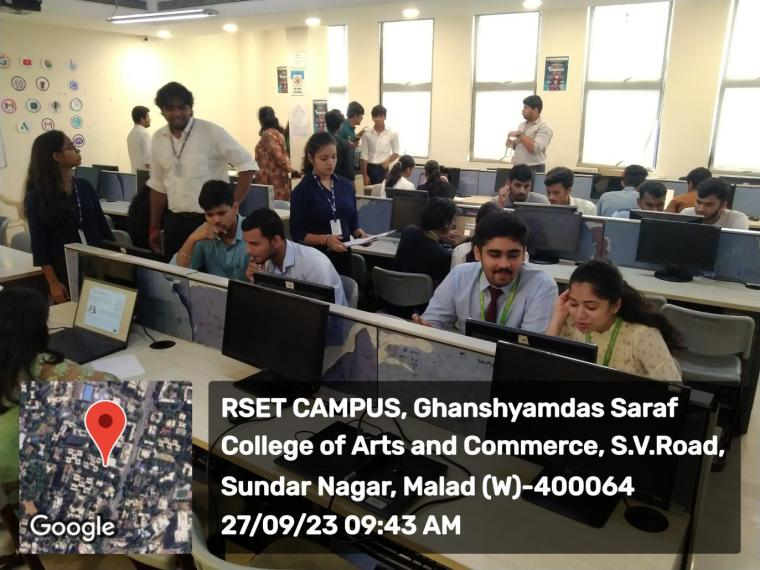 RSET CAMPUS, Ghanshyamdas Saraf
College of Arts and Commerce, S.V.Road,
Sundar Nagar, Malad (W)-400064
27/09/23 09:43 AM
Google